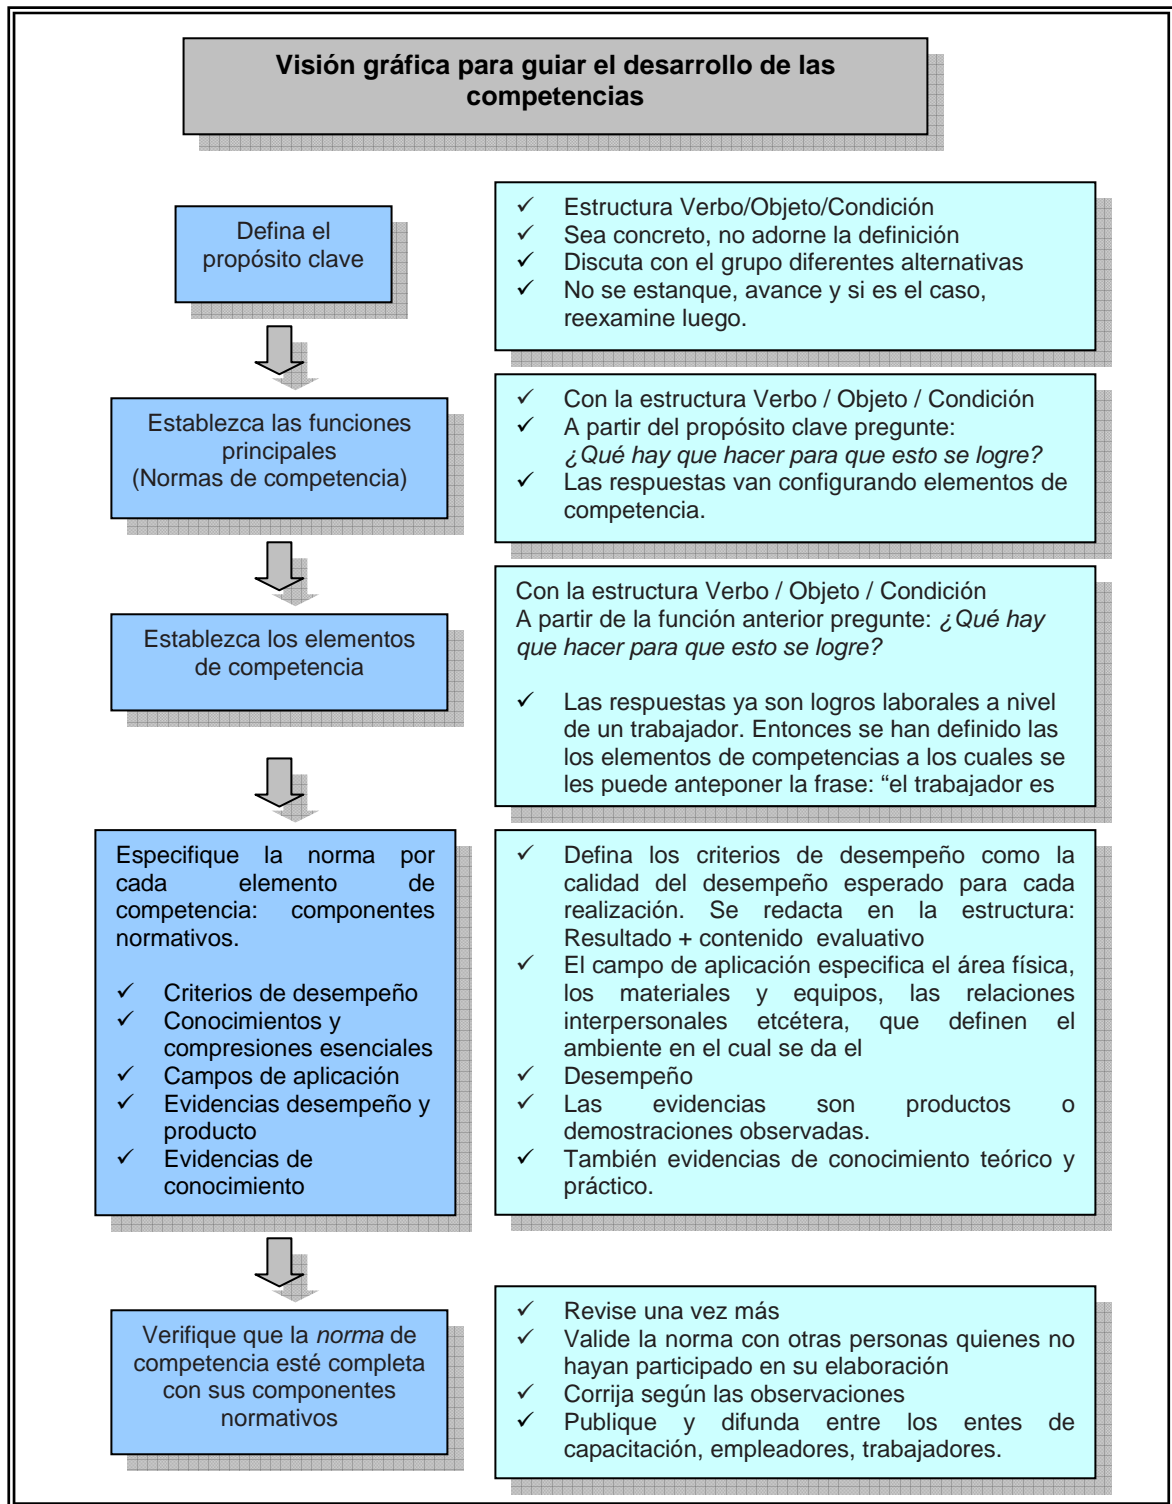 Visión gráfica para guiar el desarrollo de las
competencias
Defina el
propósito clave
✓ Estructura Verbo/Objeto/Condición
✓ Sea concreto, no adorne la definición
✓ Discuta con el grupo diferentes alternativas
✓ No se estanque, avance y si es el caso,
reexamine luego.
Establezca las funciones
principales
(Normas de competencia)
✓ Con la estructura Verbo / Objeto / Condición
✓ A partir del propósito clave pregunte:
¿Qué hay que hacer para que esto se logre?
✓ Las respuestas van configurando elementos de
competencia.
Establezca los elementos
de competencia
Con la estructura Verbo / Objeto / Condición
A partir de la función anterior pregunte: ¿Qué hay
que hacer para que esto se logre?
✓ Las respuestas ya son logros laborales a nivel
de un trabajador. Entonces se han definido las
los elementos de competencias a los cuales se
les puede anteponer la frase: “el trabajador es
Especifique la norma por
cada elemento de
competencia: componentes
normativos.
✓ Criterios de desempeño
✓ Conocimientos y
compresiones esenciales
✓ Campos de aplicación
✓ Evidencias desempeño y
producto
✓ Evidencias de
conocimiento
✓ Defina los criterios de desempeño como la
calidad del desempeño esperado para cada
realización. Se redacta en la estructura:
Resultado + contenido evaluativo
✓ El campo de aplicación especifica el área física,
los materiales y equipos, las relaciones
interpersonales etcétera, que definen el
ambiente en el cual se da el
✓ Desempeño
✓ Las evidencias son productos o
demostraciones observadas.
✓ También evidencias de conocimiento teórico y
práctico.
Verifique que la norma de
competencia esté completa
con sus componentes
normativos
✓ Revise una vez más
✓ Valide la norma con otras personas quienes no
hayan participado en su elaboración
✓ Corrija según las observaciones
✓ Publique y difunda entre los entes de
capacitación, empleadores, trabajadores.